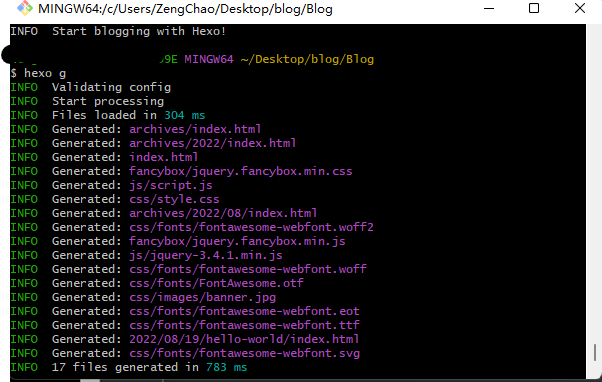 MINGW64:/c/Users/ZengChao/Desktop/blog/Blog
INFO  Start blogging with Hexo!
9E MINGW64 ~/Desktop/blog/Blog
$ hexo g
INFO  Validating config
INFO  Start processing
INFO  Files loaded in 304 ms
INFO  Generated: archives/index.html
INFO  Generated: archives/2022/index.html
INFO  Generated: index.html
INFO  Generated: fancybox/jquery.fancybox.min.css
INFO  Generated: js/script.js
INFO  Generated: css/style.css
INFO  Generated: archives/2022/08/index.html
INFO  Generated: css/fonts/fontawesome-webfont.woff2
INFO  Generated: fancybox/jquery.fancybox.min.js
INFO  Generated: js/jquery-3.4.1.min.js
INFO  Generated: css/fonts/fontawesome-webfont.woff
INFO  Generated: css/fonts/FontAwesome.otf
INFO  Generated: css/images/banner.jpg
INFO  Generated: css/fonts/fontawesome-webfont.eot
INFO  Generated: css/fonts/fontawesome-webfont.ttf
INFO  Generated: 2022/08/19/hello-world/index.html
INFO  Generated: css/fonts/fontawesome-webfont.svg
INFO  17 files generated in 783 ms